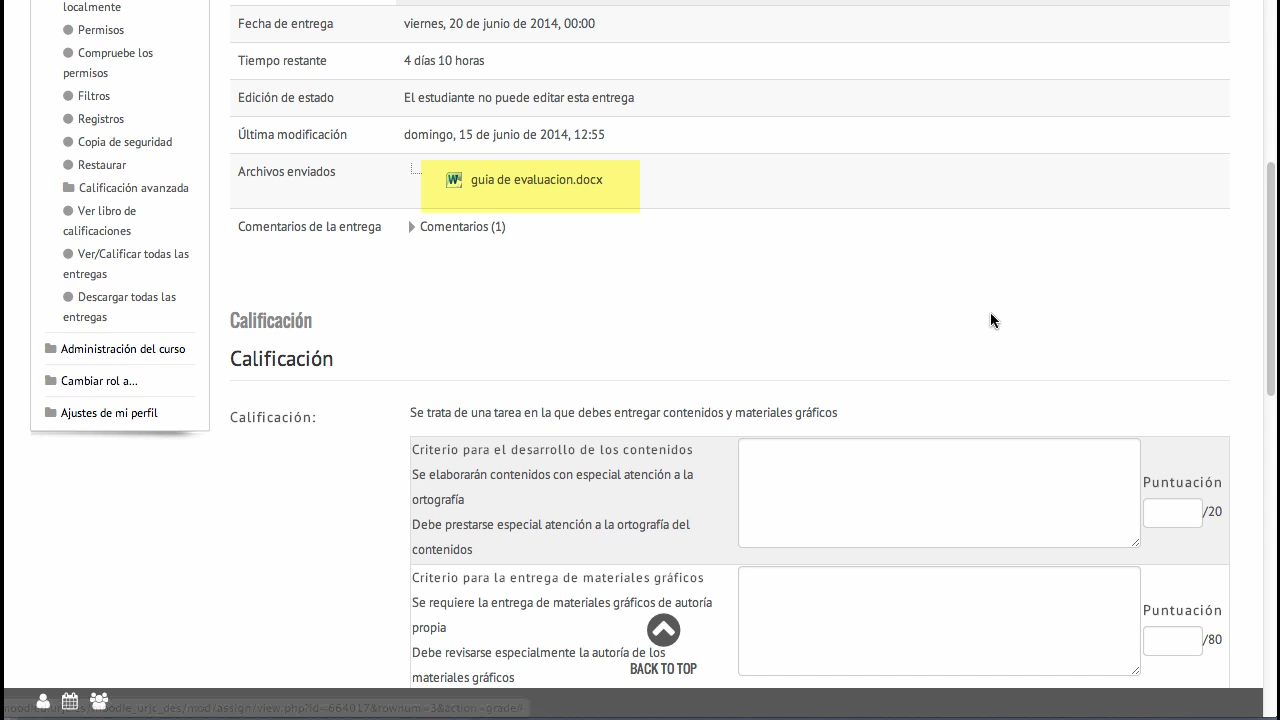 localmente
Permisos
Compruebe los
permisos
Filtros
Registros
Copia de seguridad
Restaurar
Calificación avanzada
Ver libro de
calificaciones
Ver/Calificar todas las
entregas
Descargar todas las
entregas
Administración del curso
Cambiar rol a...
Ajustes de mi perfil
Fecha de entrega viernes, 20 de junio de 2014, 00:00
Tiempo restante 4 días 10 horas
Edición de estado El estudiante no puede editar esta entrega
Última modificación domingo, 15 de junio de 2014, 12:55
Archivos enviados guia de evaluacion.docx
Comentarios de la entrega Comentarios (1)
Calificación
Calificación
Calificación: Se trata de una tarea en la que debes entregar contenidos y materiales gráficos
Criterio para el desarrollo de los contenidos
Se elaborarán contenidos con especial atención a la
ortografía
Debe prestarse especial atención a la ortografía del
contenidos
Puntuación
/20
Criterio para la entrega de materiales gráficos
Se requiere la entrega de materiales gráficos de autoría
propia
Debe revisarse especialmente la autoría de los
materiales gráficos
Puntuación
/80
BACK TO TOP